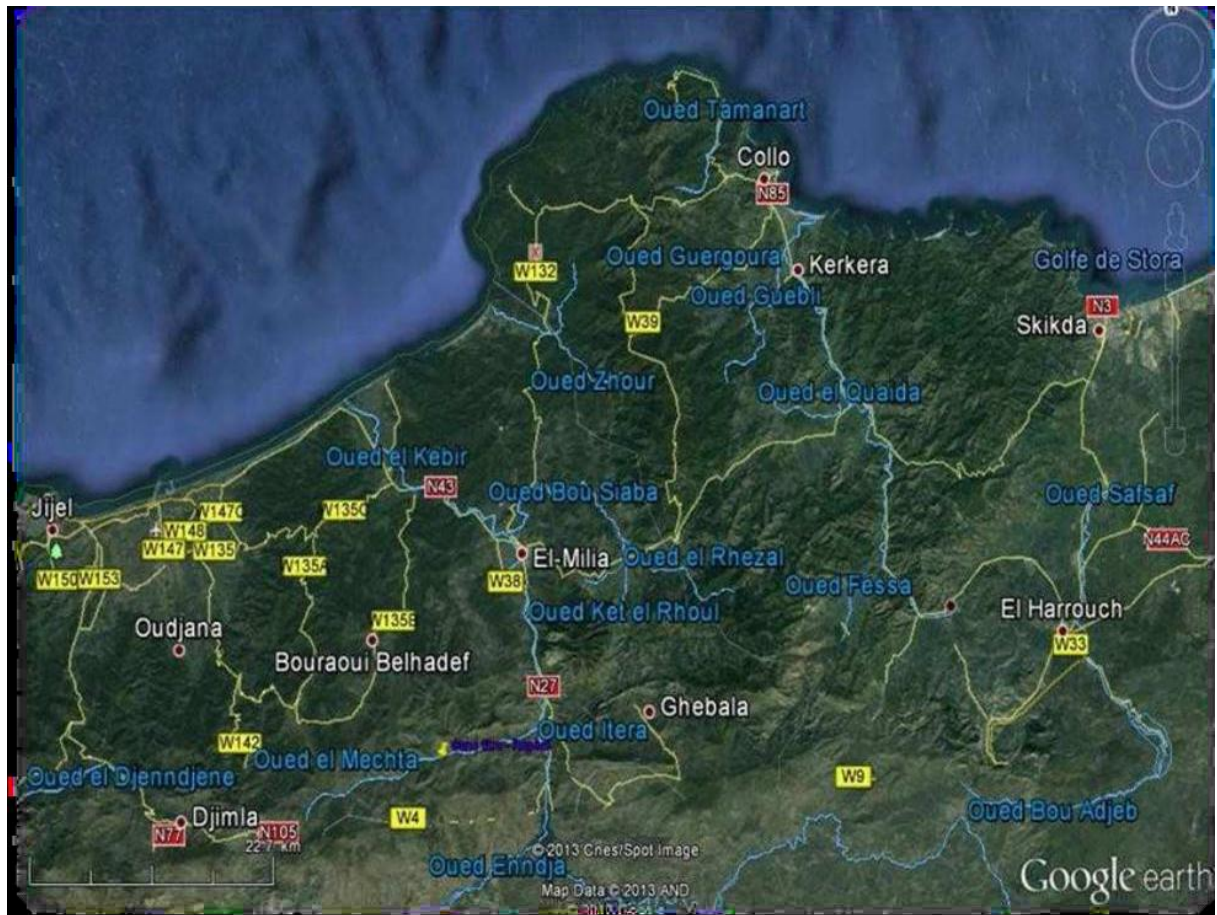 N
Oued Tamanart
Collo
N85
Oued Guergoura
Kerkera
Golfe de Stora
W132
Oued Guebli
N3
W39
Skikda
Oued Zhour
Oued el Quaida
Oued el Kebir
N43
Oued Bou Siaba
Oued Safsaf
Jijel
W147C
W135C
W148
W147
W135
N44AC
El-Milia
Oued el Rhezal
W150
W153
W135A
W38
Oued Fessa
Oued Ket el Rhoul
El Harrouch
W135B
Oudjana
W33
Bouraoui Belhadef
N27
Ghebala
Oued Itera
W142
Oued el Mechta
Oued el Djenndjene
W9
Djimla
W4
Oued Bou Adjeb
N77
N105
22.7 km
© 2013 Cnes/Spot Image
Oued Enndja
Google earth
Map Data © 2013 AND